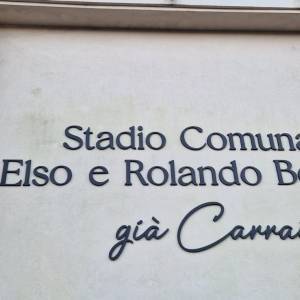 Stadio Comuna
Elso e Rolando Be
già Carra